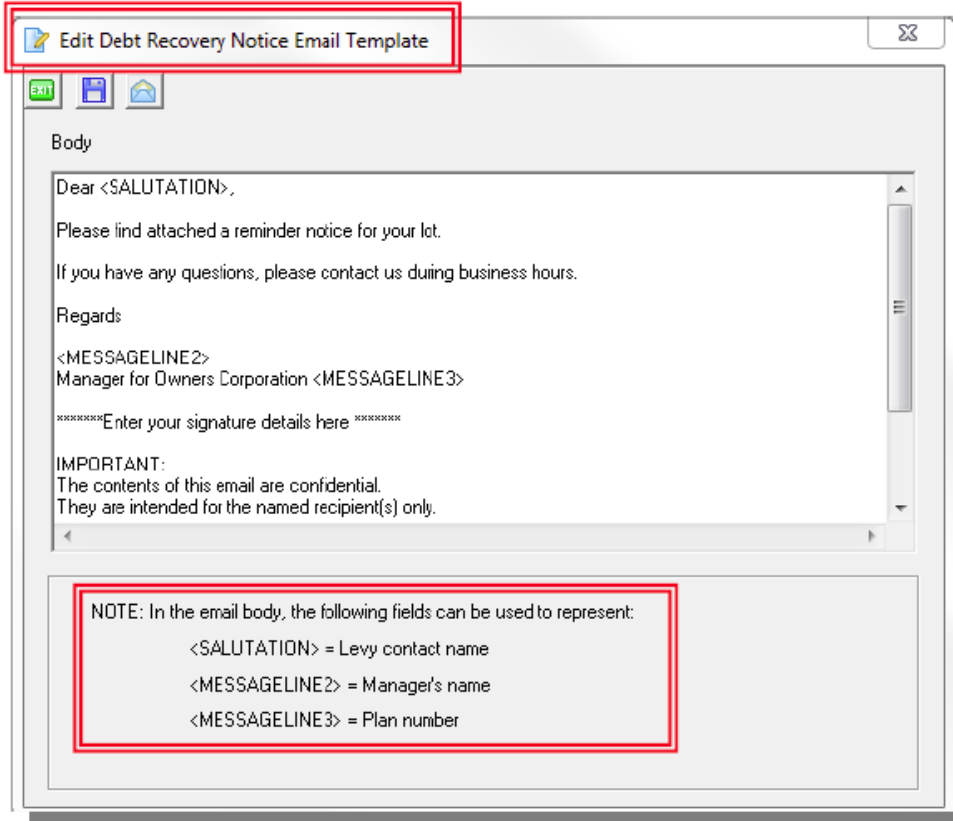 Edit Debt Recovery Notice Email Template
EXIT
Body
Dear <SALUTATION>,
Please find attached a reminder notice for your lot.
If you have any questions, please contact us during business hours.
Regards
<MESSAGELINE2>
Manager for Owners Corporation <MESSAGELINE3>
*******Enter your signature details here *******
IMPORTANT:
The contents of this email are confidential.
They are intended for the named recipient(s) only.
NOTE: In the email body, the following fields can be used to represent:
<SALUTATION> = Levy contact name
<MESSAGELINE2> = Manager's name
<MESSAGELINE3> = Plan number